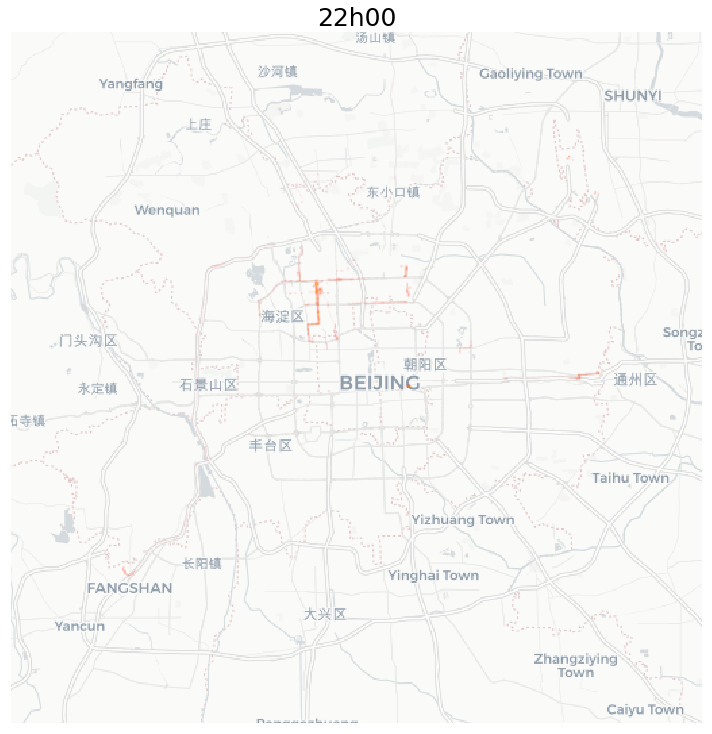 22h00
汤山镇
沙河镇
Gaoliying Town
Yangfang
SHUNYI
上庄
东小口镇
Wenquan
海淀区
门头沟区
Songz
To
朝阳区
BEIJING
石景山区
通州区
永定镇
石寺镇
丰台区
Taihu Town
Yizhuang Town
长阳镇
Yinghai Town
FANGSHAN
大兴区
Yancun
Zhangziying
Town
Caiyu Town